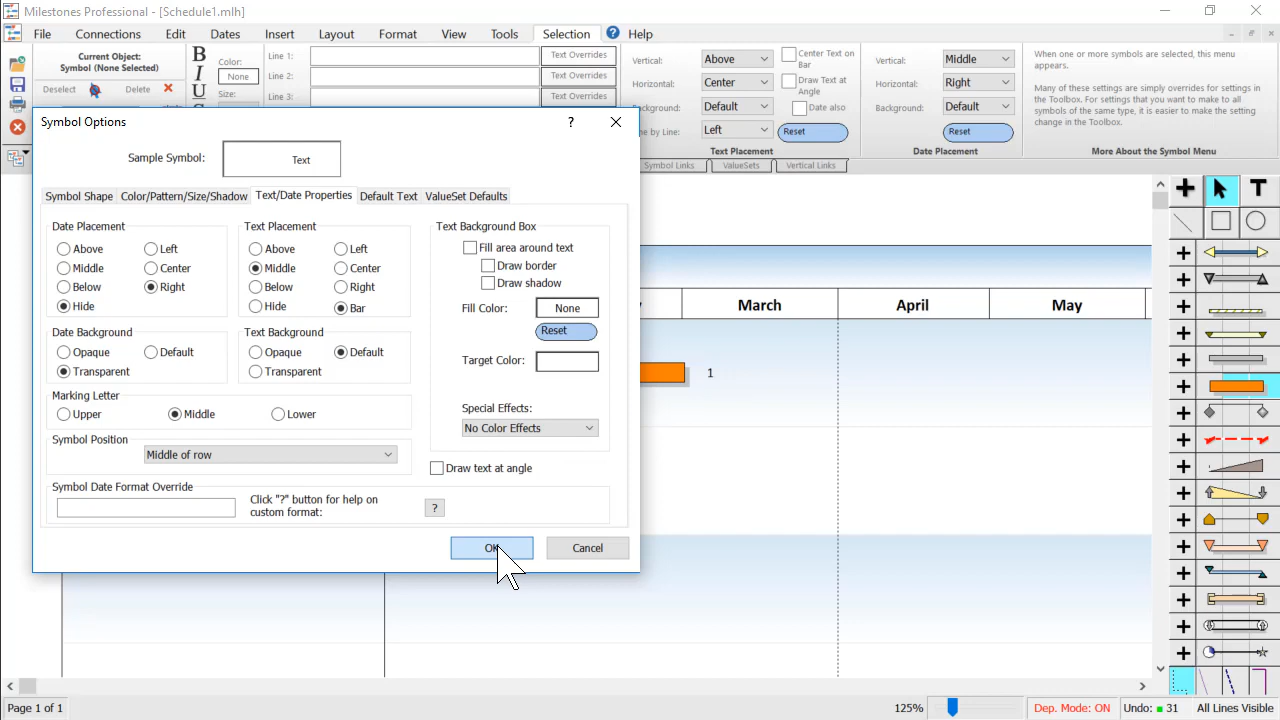 Milestones Professional - [Schedule1.mlh]
File Connections Edit Dates Insert Layout Format View Tools Selection ? Help
Current Object:
Symbol (None Selected)
Deselect Delete
B
I
U
Color:
None
Size:
Line 1: Text Overrides
Line 2: Text Overrides
Line 3: Text Overrides
Vertical: Above
Horizontal: Center
Background: Default
Left
Center Text on
Bar
Draw Text at
Angle
Date also
Reset
Text Placement
Vertical: Middle
Horizontal: Right
Background: Default
Reset
Date Placement
When one or more symbols are selected, this menu
appears.
Many of these settings are simply overrides for settings in
the Toolbox. For settings that you want to make to all
symbols of the same type, it is easier to make the setting
change in the Toolbox.
More About the Symbol Menu
Symbol Links ValueSets Vertical Links
Symbol Options ?
Sample Symbol: Text
Symbol Shape Color/Pattern/Size/Shadow Text/Date Properties Default Text ValueSet Defaults
Date Placement
Above Left
Middle Center
Below Right
Hide
Text Placement
Above Left
Middle Center
Below Right
Hide Bar
Date Background
Opaque Default
Transparent
Text Background
Opaque Default
Transparent
Marking Letter
Upper Middle Lower
Symbol Position
Middle of row
Symbol Date Format Override
Click "?" button for help on
custom format: ?
Text Background Box
Fill area around text
Draw border
Draw shadow
Fill Color: None
Reset
Target Color:
Special Effects:
No Color Effects
Draw text at angle
OK Cancel
March April May
1
T
Page 1 of 1 125% Dep. Mode: ON Undo: 31 All Lines Visible